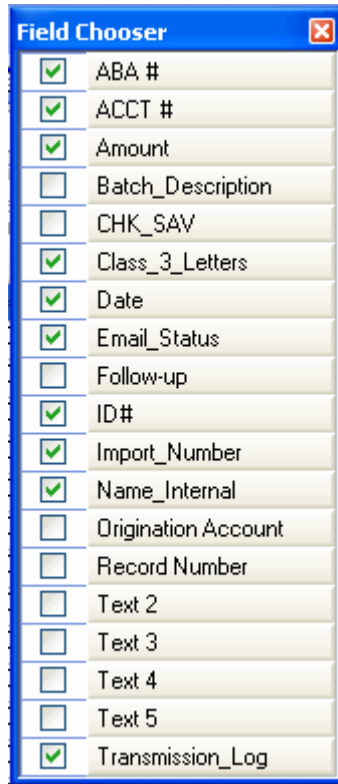 Field Chooser
ABA #
ACCT #
Amount
Batch_Description
CHK_SAV
Class_3_Letters
Date
Email_Status
Follow-up
ID#
Import_Number
Name_Internal
Origination Account
Record Number
Text 2
Text 3
Text 4
Text 5
Transmission_Log